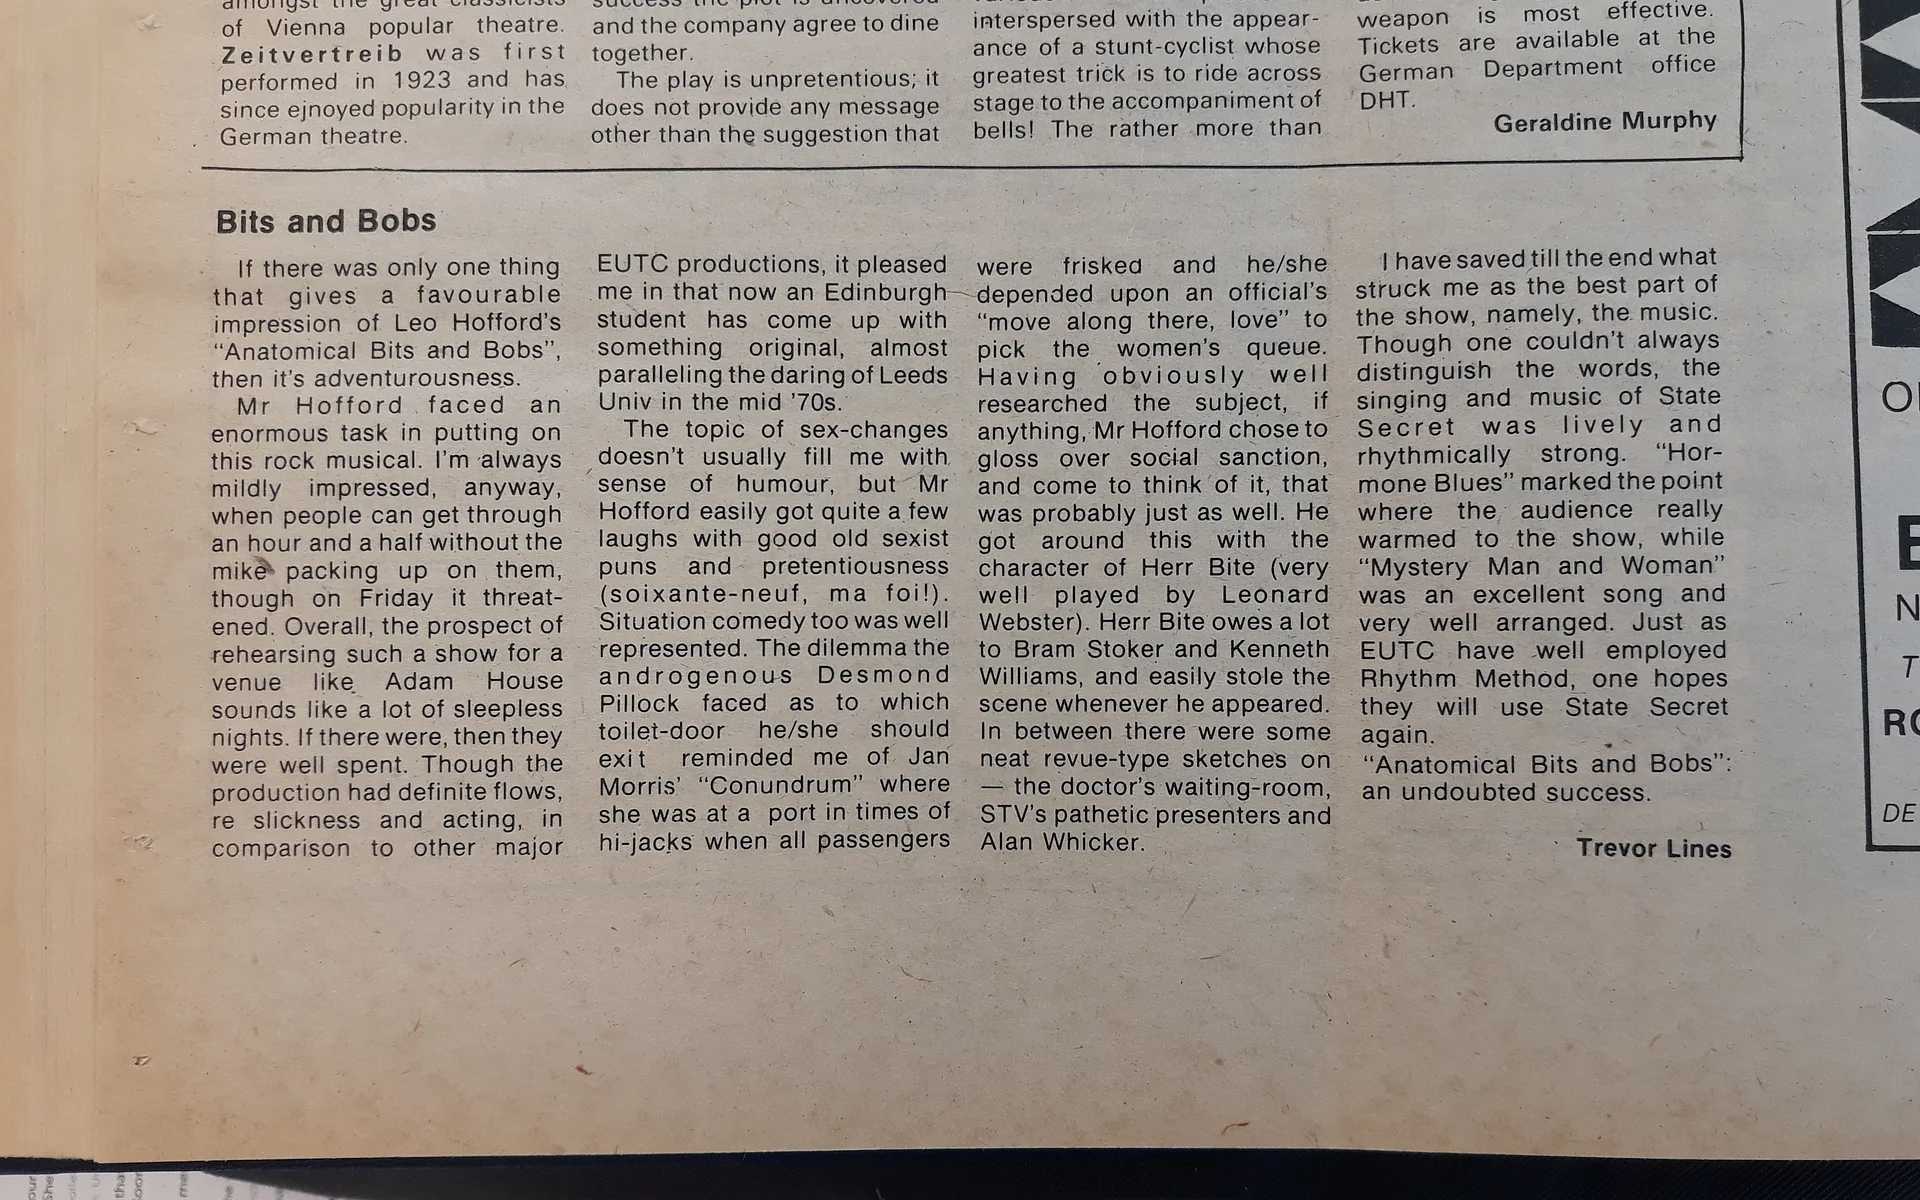 of Vienna popular theatre.
Zeitvertreib was first
performed in 1923 and has
since ejnoyed popularity in the
German theatre.
and the company agree to dine
together.
The play is unpretentious; it
does not provide any message
other than the suggestion that
interspersed with the appear-
ance of a stunt-cyclist whose
greatest trick is to ride across
stage to the accompaniment of
bells! The rather more than
weapon is most effective.
Tickets are available at the
German Department office
DHT.
Geraldine Murphy
Bits and Bobs
If there was only one thing
that gives a favourable
impression of Leo Hofford's
“Anatomical Bits and Bobs”,
then it's adventurousness.
Mr Hofford faced an
enormous task in putting on
this rock musical. I'm always
mildly impressed, anyway,
when people can get through
an hour and a half without the
mike packing up on them,
though on Friday it threat-
ened. Overall, the prospect of
rehearsing such a show for a
venue like Adam House
sounds like a lot of sleepless
nights. If there were, then they
were well spent. Though the
production had definite flows,
re slickness and acting, in
comparison to other major
EUTC productions, it pleased
me in that now an Edinburgh
student has come up with
something original, almost
paralleling the daring of Leeds
Univ in the mid '70s.
The topic of sex-changes
doesn't usually fill me with
sense of humour, but Mr
Hofford easily got quite a few
laughs with good old sexist
puns and pretentiousness
(soixante-neuf, ma foi!).
Situation comedy too was well
represented. The dilemma the
androgenous Desmond
Pillock faced as to which
toilet-door he/she should
exit reminded me of Jan
Morris' “Conundrum” where
she was at a port in times of
hi-jacks when all passengers
were frisked and he/she
depended upon an official's
“move along there, love” to
pick the women's queue.
Having obviously well
researched the subject, if
anything, Mr Hofford chose to
gloss over social sanction,
and come to think of it, that
was probably just as well. He
got around this with the
character of Herr Bite (very
well played by Leonard
Webster). Herr Bite owes a lot
to Bram Stoker and Kenneth
Williams, and easily stole the
scene whenever he appeared.
In between there were some
neat revue-type sketches on
— the doctor's waiting-room,
STV's pathetic presenters and
Alan Whicker.
I have saved till the end what
struck me as the best part of
the show, namely, the music.
Though one couldn't always
distinguish the words, the
singing and music of State
Secret was lively and
rhythmically strong. “Hor-
mone Blues” marked the point
where the audience really
warmed to the show, while
“Mystery Man and Woman”
was an excellent song and
very well arranged. Just as
EUTC have well employed
Rhythm Method, one hopes
they will use State Secret
again.
“Anatomical Bits and Bobs”:
an undoubted success.
Trevor Lines